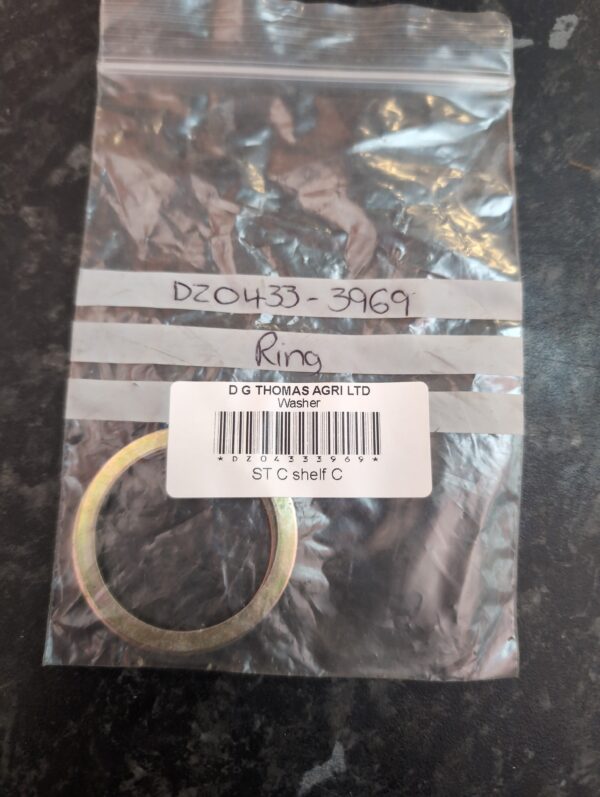 DZ0433-3969
Ring
D G THOMAS AGRI LTD
Washer
*DZ04333969*
ST C shelf C